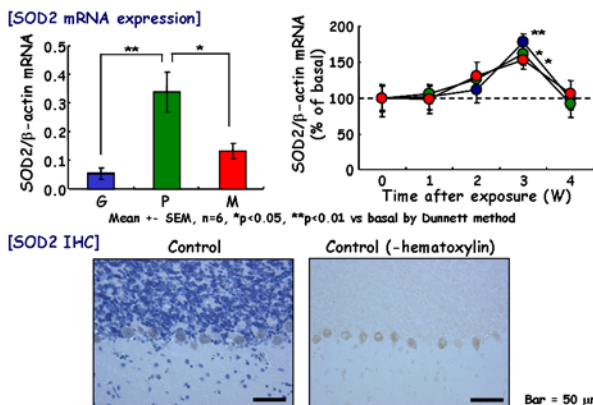 [SOD2 mRNA expression]
SOD2/β-actin mRNA
0.5
0.4
0.3
0.2
0.1
0
**
*
G P M
SOD2/β-actin mRNA
(% of basal)
200
150
100
50
0
**
*
*
0 1 2 3 4
Time after exposure (W)
Mean +- SEM, n=6, *p<0.05, **p<0.01 vs basal by Dunnett method
[SOD2 IHC]
Control
Control (-hematoxylin)
Bar = 50 μm